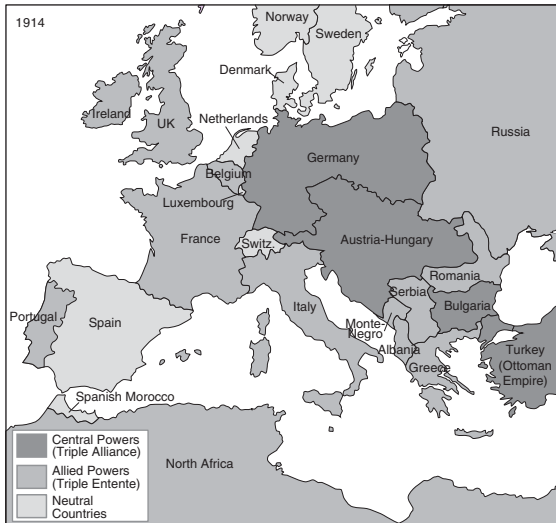 1914
Norway
Sweden
Denmark
Ireland
UK
Netherlands
Russia
Germany
Belgium
Luxembourg
France
Switz.
Austria-Hungary
Romania
Serbia
Bulgaria
Italy
Monte-
Negro
Albania
Greece
Turkey
(Ottoman
Empire)
Portugal
Spain
Spanish Morocco
North Africa
Central Powers
(Triple Alliance)
Allied Powers
(Triple Entente)
Neutral
Countries